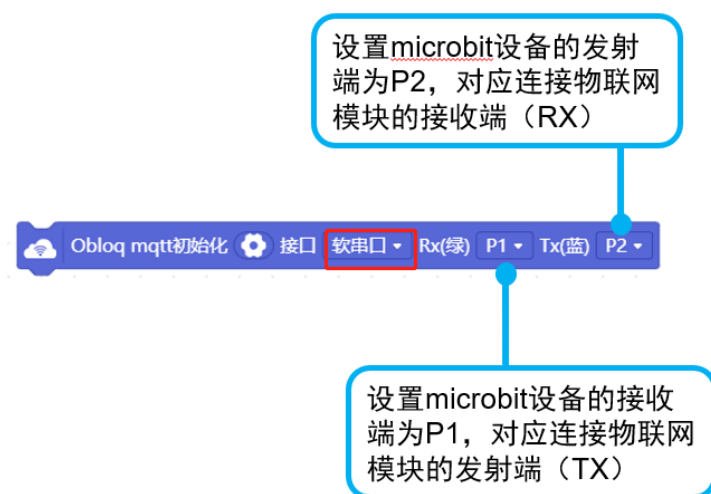 设置microbit设备的发射
端为P2，对应连接物联网
模块的接收端（RX）
Obloq mqtt初始化 接口 软串口 Rx(绿) P1 Tx(蓝) P2
设置microbit设备的接收
端为P1，对应连接物联网
模块的发射端（TX）